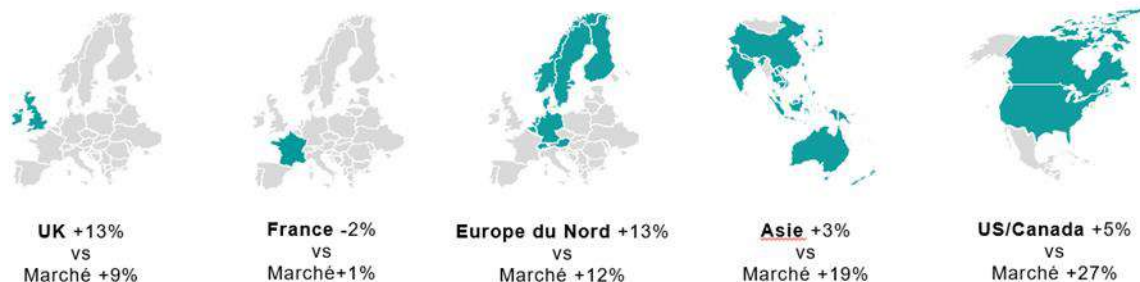 UK +13%
vs
Marché +9%
France -2%
vs
Marché+1%
Europe du Nord +13%
vs
Marché +12%
Asie +3%
vs
Marché +19%
US/Canada +5%
vs
Marché +27%